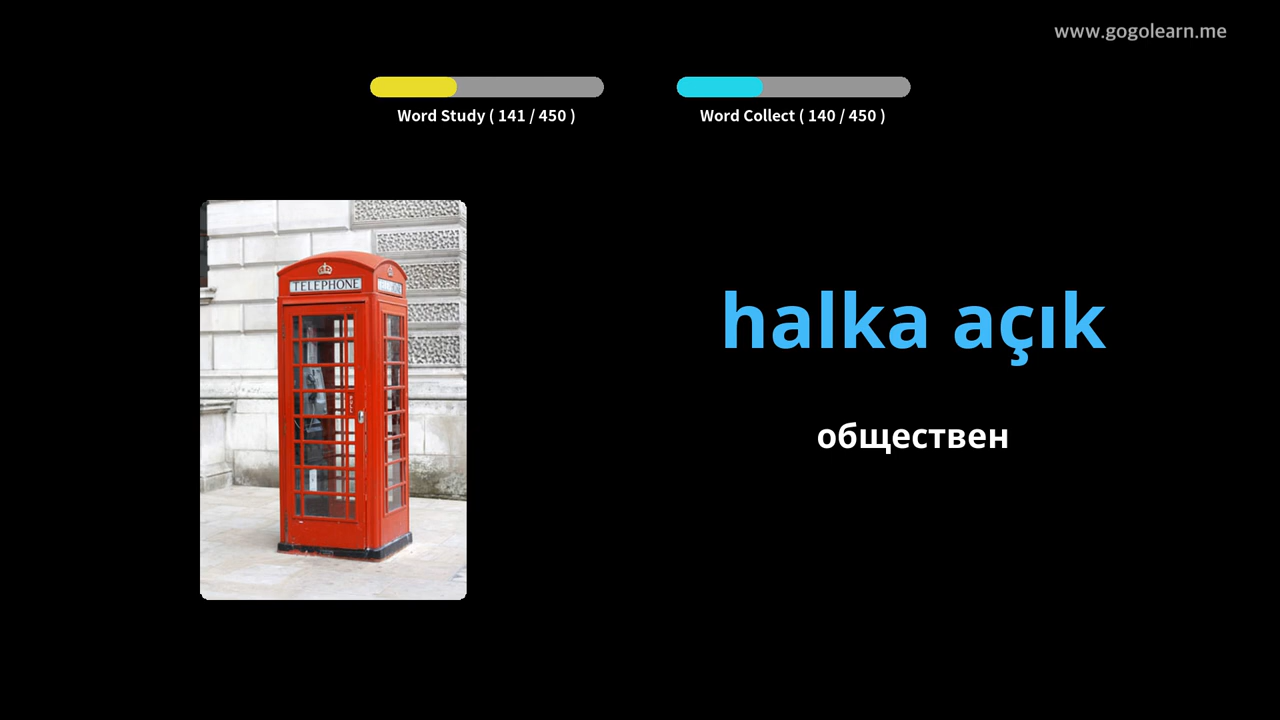 www.gogolearn.me
Word Study ( 141 / 450 )
Word Collect ( 140 / 450 )
TELEPHONE
halka açık
обществен